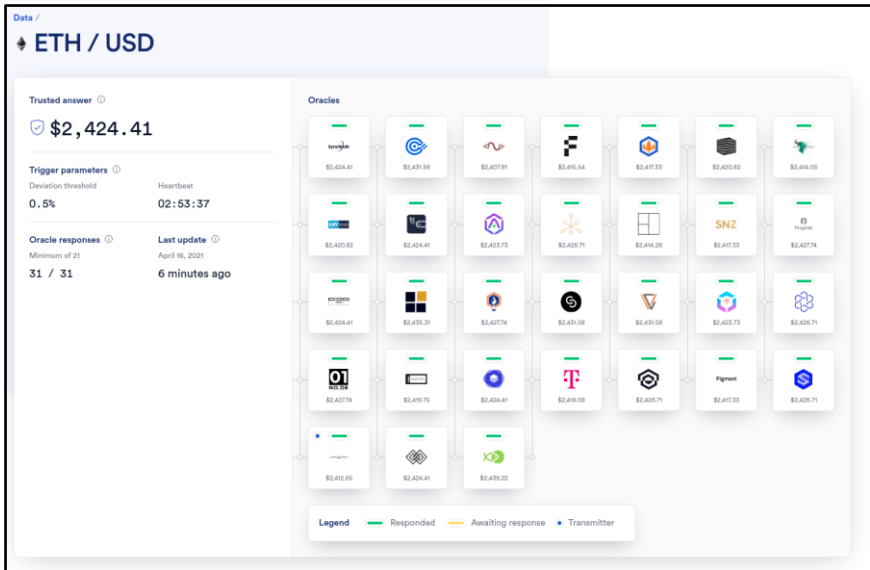 Data /
ETH / USD
Trusted answer
$2,424.41
Trigger parameters
Deviation threshold
Heartbeat
0.5%
02:53:37
Oracle responses
Last update
Minimum of 21
April 16, 2021
31 / 31
6 minutes ago
Oracles
$2,424.41
$2,431.58
$2,407.91
$2,415.54
$2,417.33
$2,420.82
$2,414.05
$2,420.82
$2,424.41
$2,423.73
$2,426.71
$2,414.26
SNZ
$2,417.33
$2,427.74
$2,424.41
$2,435.31
$2,427.74
$2,431.58
$2,431.58
$2,423.73
$2,426.71
01
NO.DE
$2,427.74
$2,419.75
$2,424.41
T
$2,418.08
$2,426.71
Figment
$2,417.33
$2,426.71
$2,412.65
$2,424.41
$2,439.22
Legend
Responded
Awaiting response
Transmitter